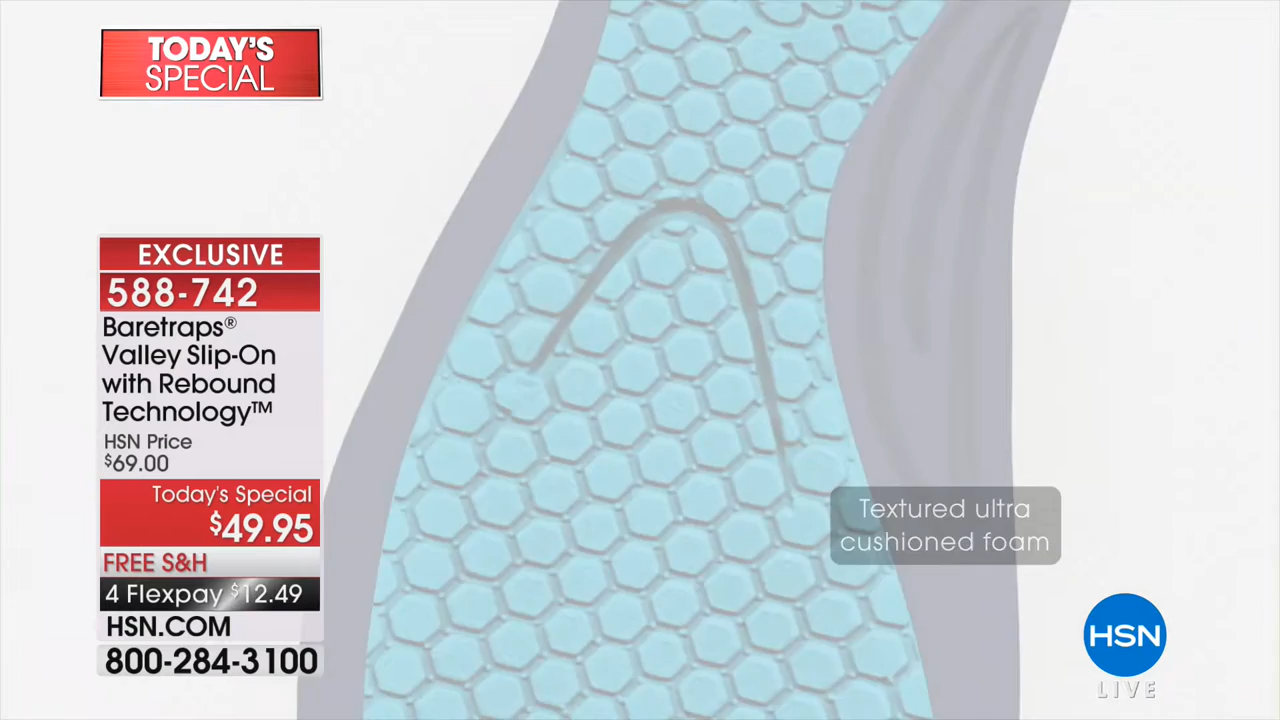 TODAY'S
SPECIAL
EXCLUSIVE
588-742
Baretraps®
Valley Slip-On
with Rebound
Technology™
HSN Price
$69.00
Today's Special
$49.95
FREE S&H
4 Flexpay $12.49
HSN.COM
800-284-3100
Textured ultra
cushioned foam
HSN
LIVE